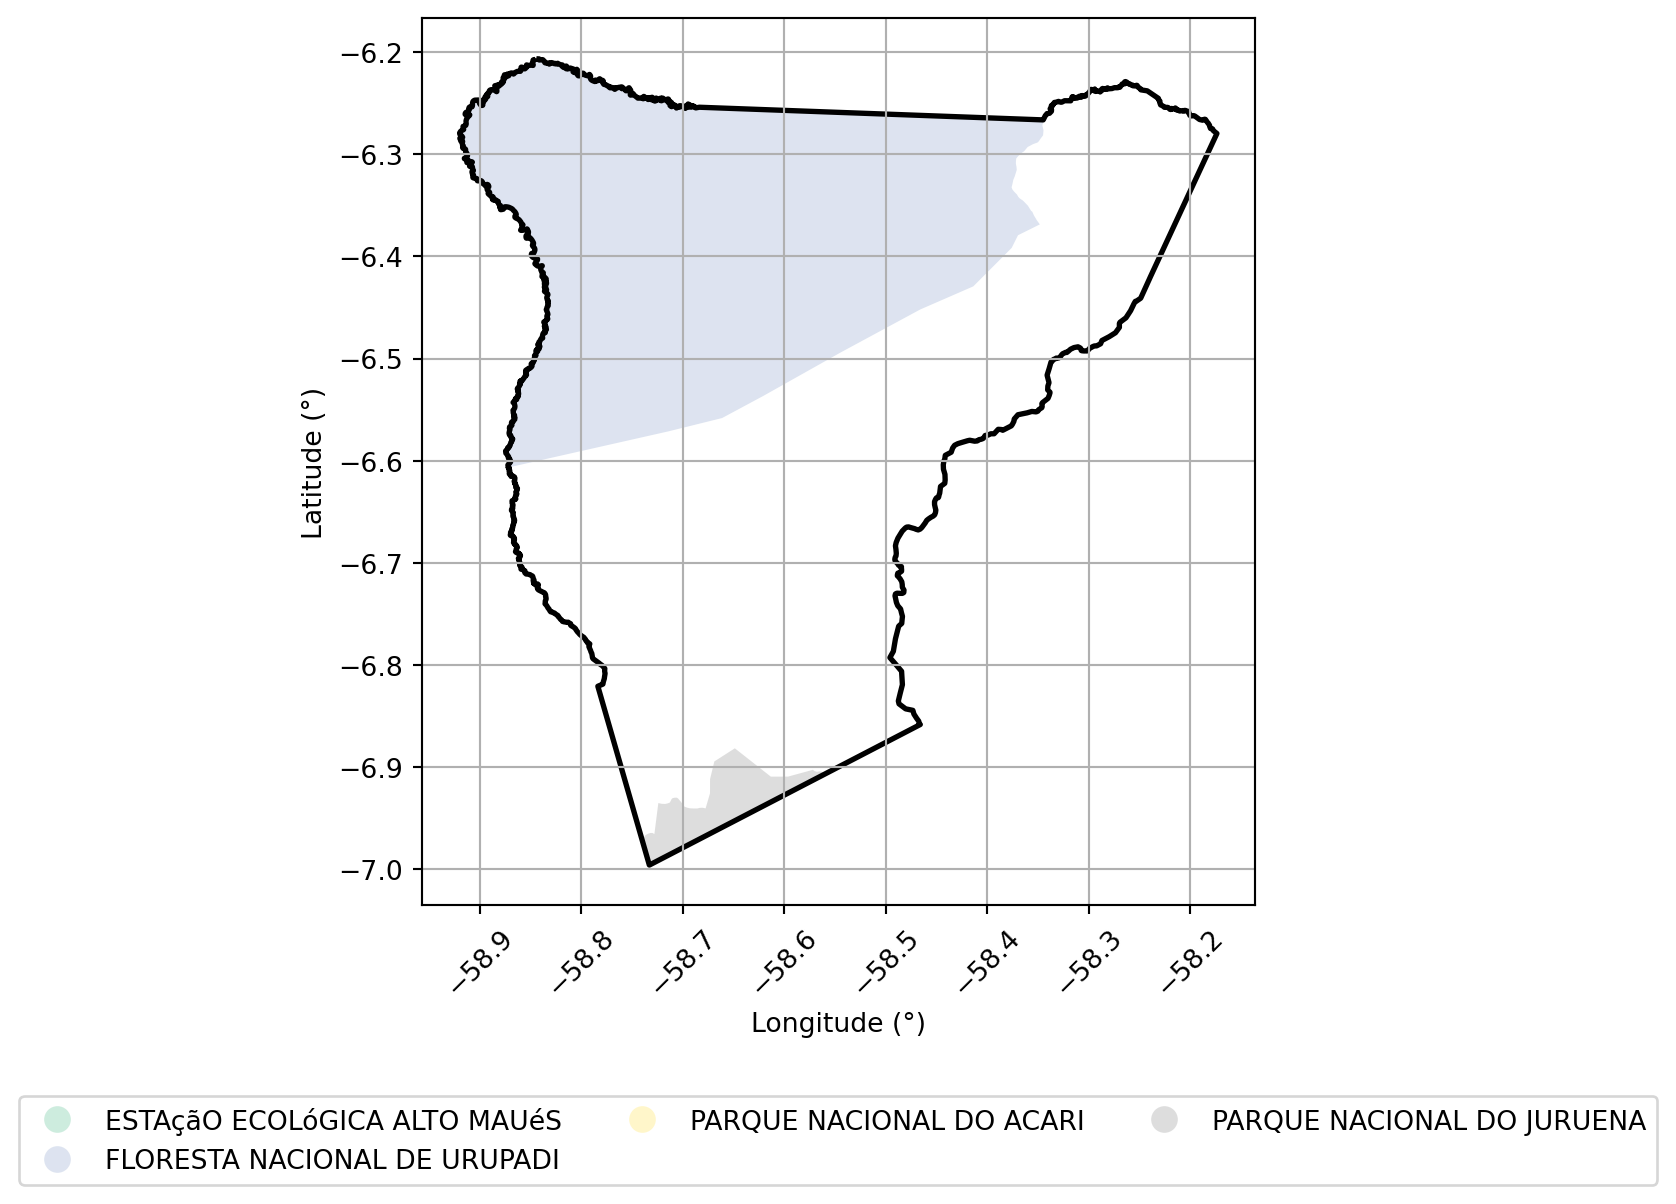 −6.2
−6.3
−6.4
−6.5
−6.6
−6.7
−6.8
−6.9
−7.0
Latitude (°)
−58.9 −58.8 −58.7 −58.6 −58.5 −58.4 −58.3 −58.2
Longitude (°)
ESTAçãO ECOLóGICA ALTO MAUéS PARQUE NACIONAL DO ACARI PARQUE NACIONAL DO JURUENA
FLORESTA NACIONAL DE URUPADI